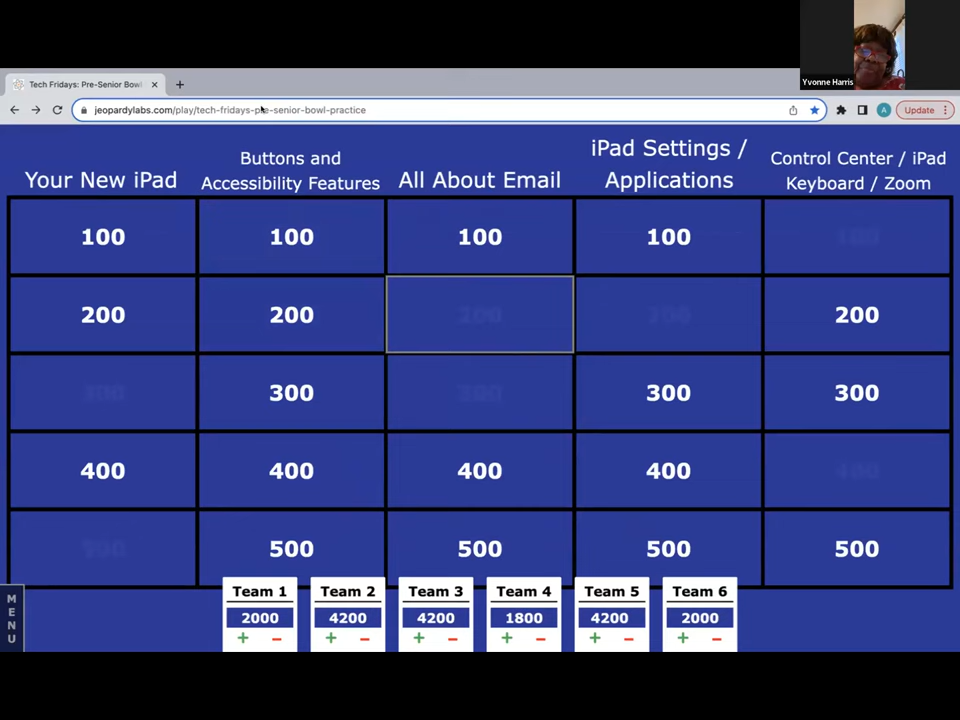 Yvonne Harris
Tech Fridays: Pre-Senior Bowl
jeopardylabs.com/play/tech-fridays-pre-senior-bowl-practice
A
Update
Your New iPad
Buttons and
Accessibility Features
All About Email
iPad Settings /
Applications
Control Center / iPad
Keyboard / Zoom
100 100 100 100
200 200 200
300 300 300
400 400 400 400
500 500 500 500
MENU
Team 1 Team 2 Team 3 Team 4 Team 5 Team 6
2000 4200 4200 1800 4200 2000
+ − + − + − + − + − + −